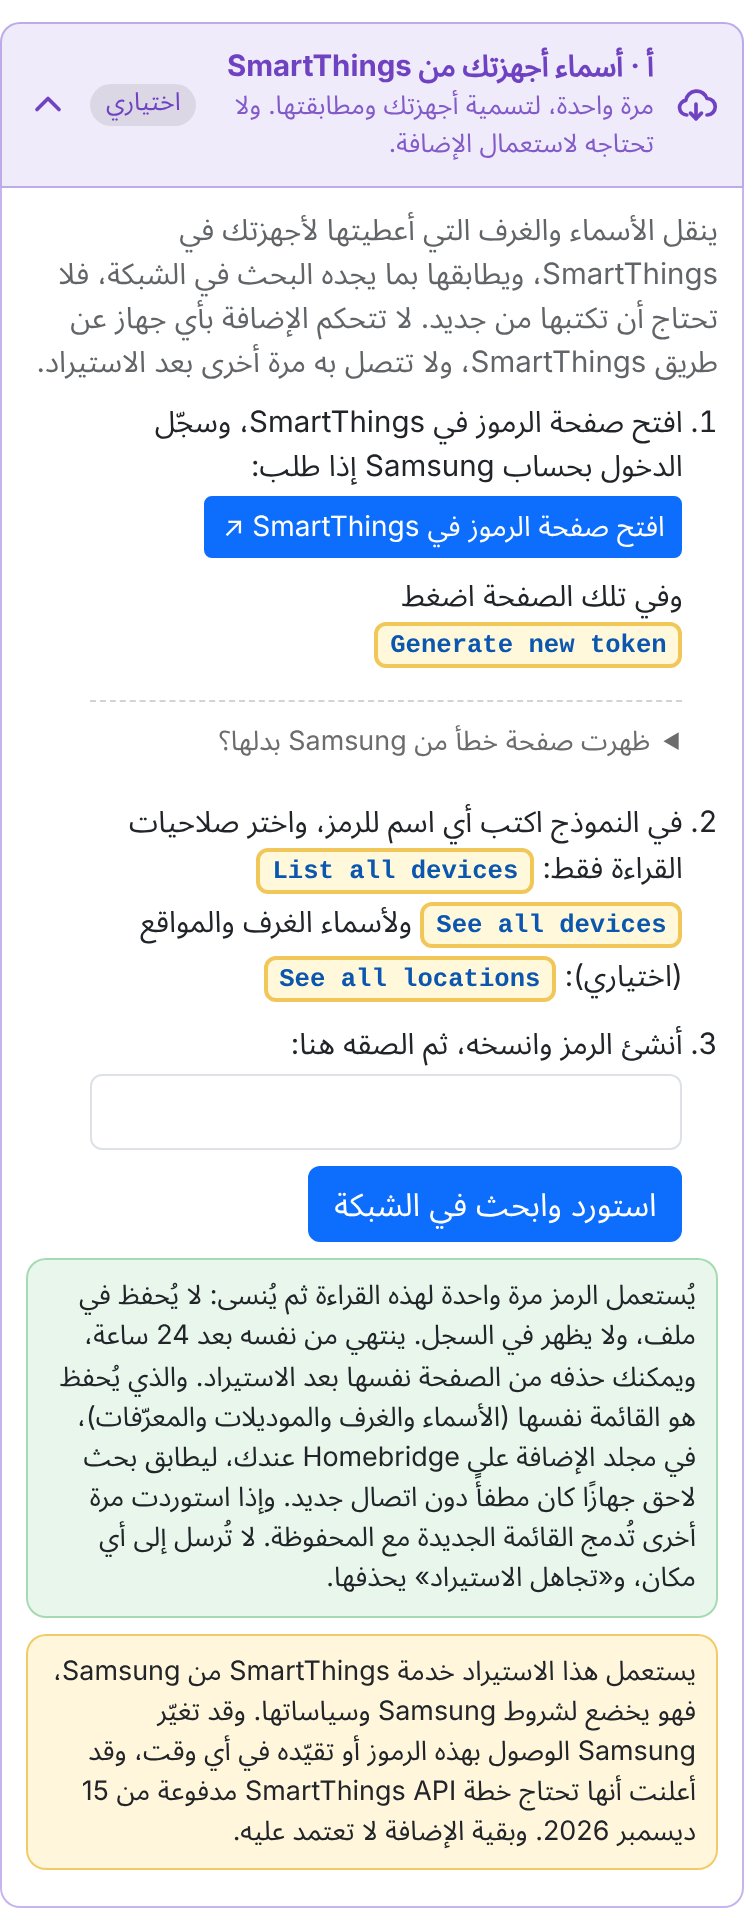 أ · أسماء أجهزتك من SmartThings
مرة واحدة، لتسمية أجهزتك ومطابقتها. ولا
تحتاجه لاستعمال الإضافة.
اختياري
ينقل الأسماء والغرف التي أعطيتها لأجهزتك في
SmartThings، ويطابقها بما يجده البحث في الشبكة، فلا
تحتاج أن تكتبها من جديد. لا تتحكم الإضافة بأي جهاز عن
طريق SmartThings، ولا تتصل به مرة أخرى بعد الاستيراد.
1. افتح صفحة الرموز في SmartThings، وسجّل
الدخول بحساب Samsung إذا طلب:
افتح صفحة الرموز في SmartThings ↗
وفي تلك الصفحة اضغط
Generate new token
◀ ظهرت صفحة خطأ من Samsung بدلها؟
2. في النموذج اكتب أي اسم للرمز، واختر صلاحيات
القراءة فقط: List all devices
See all devices ولأسماء الغرف والمواقع
(اختياري): See all locations
3. أنشئ الرمز وانسخه، ثم الصقه هنا:
استورد وابحث في الشبكة
يُستعمل الرمز مرة واحدة لهذه القراءة ثم يُنسى: لا يُحفظ في
ملف، ولا يظهر في السجل. ينتهي من نفسه بعد 24 ساعة،
ويمكنك حذفه من الصفحة نفسها بعد الاستيراد. والذي يُحفظ
هو القائمة نفسها (الأسماء والغرف والموديلات والمعرّفات)،
في مجلد الإضافة على Homebridge عندك، ليطابق بحث
لاحق جهازًا كان مطفأً دون اتصال جديد. وإذا استوردت مرة
أخرى تُدمج القائمة الجديدة مع المحفوظة. لا تُرسل إلى أي
مكان، و«تجاهل الاستيراد» يحذفها.
يستعمل هذا الاستيراد خدمة SmartThings من Samsung،
فهو يخضع لشروط Samsung وسياساتها. وقد تغيّر
Samsung الوصول بهذه الرموز أو تقيّده في أي وقت، وقد
أعلنت أنها تحتاج خطة SmartThings API مدفوعة من 15
ديسمبر 2026. وبقية الإضافة لا تعتمد عليه.